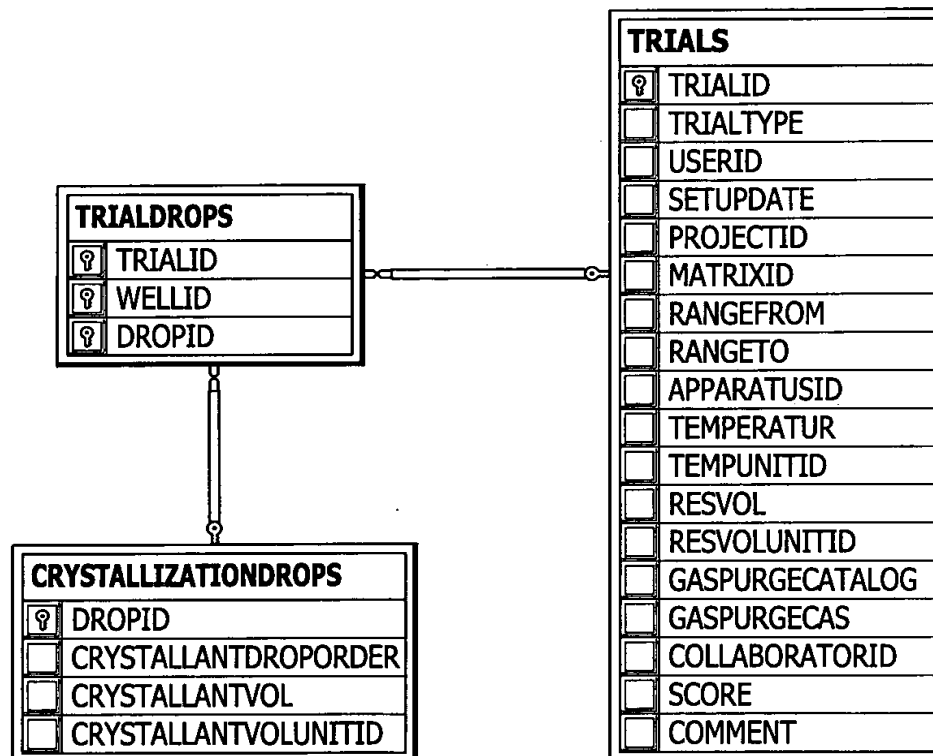 TRIALDROPS
TRIALID
WELLID
DROPID
CRYSTALLIZATIONDROPS
DROPID
CRYSTALLANTDROPORDER
CRYSTALLANTVOL
CRYSTALLANTVOLUNITID
TRIALS
TRIALID
TRIALTYPE
USERID
SETUPDATE
PROJECTID
MATRIXID
RANGEFROM
RANGETO
APPARATUSID
TEMPERATUR
TEMPUNITID
RESVOL
RESVOLUNITID
GASPURGECATALOG
GASPURGECAS
COLLABORATORID
SCORE
COMMENT